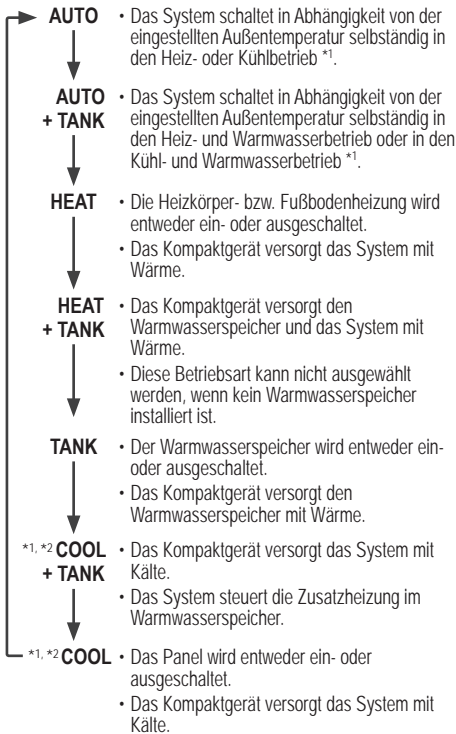 AUTO • Das System schaltet in Abhängigkeit von der
eingestellten Außentemperatur selbständig in
den Heiz- oder Kühlbetrieb *1.
AUTO • Das System schaltet in Abhängigkeit von der
+ TANK eingestellten Außentemperatur selbständig in
den Heiz- und Warmwasserbetrieb oder in den
Kühl- und Warmwasserbetrieb *1.
HEAT • Die Heizkörper- bzw. Fußbodenheizung wird
entweder ein- oder ausgeschaltet.
• Das Kompaktgerät versorgt das System mit
Wärme.
HEAT • Das Kompaktgerät versorgt den
+ TANK Warmwasserspeicher und das System mit
Wärme.
• Diese Betriebsart kann nicht ausgewählt
werden, wenn kein Warmwasserspeicher
installiert ist.
TANK • Der Warmwasserspeicher wird entweder ein-
oder ausgeschaltet.
• Das Kompaktgerät versorgt den
Warmwasserspeicher mit Wärme.
*1, *2 COOL • Das Kompaktgerät versorgt das System mit
+ TANK Kälte.
• Das System steuert die Zusatzheizung im
Warmwasserspeicher.
*1, *2 COOL • Das Panel wird entweder ein- oder
ausgeschaltet.
• Das Kompaktgerät versorgt das System mit
Kälte.